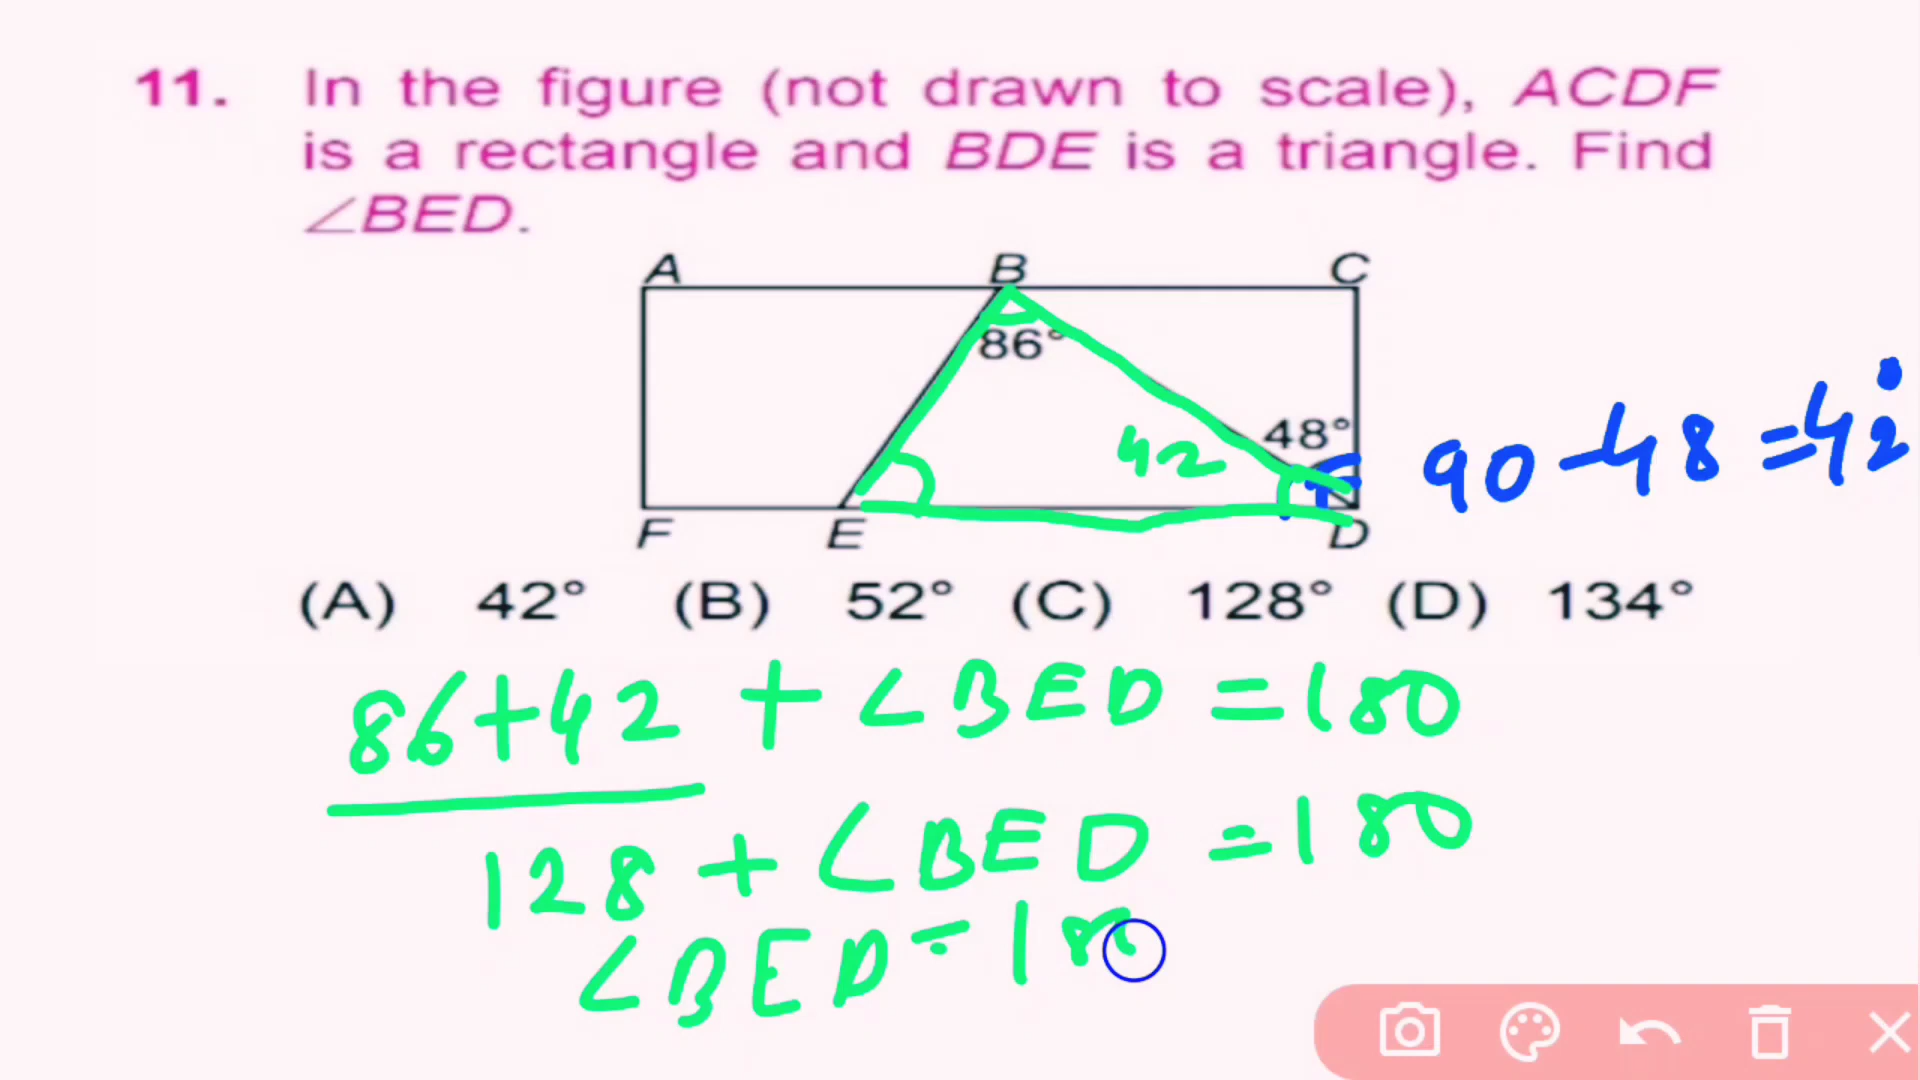 11. In the figure (not drawn to scale), ACDF
is a rectangle and BDE is a triangle. Find
∠BED.
A B C
86°
48°
42
90-48=42°
F E D
(A) 42° (B) 52° (C) 128° (D) 134°
86+42 + ∠BED =180
128 + ∠BED =180
∠BED = 18